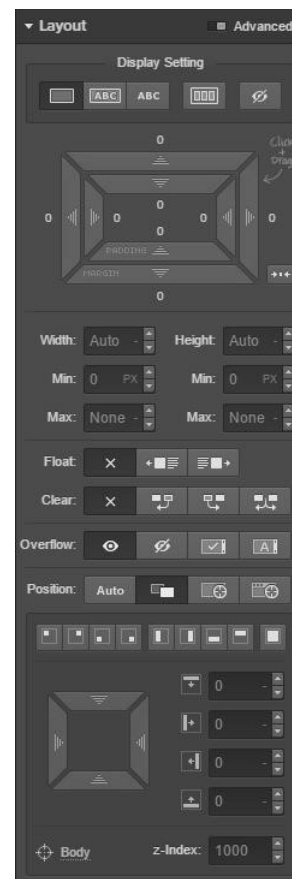 Layout Advanced
Display Setting
ABC ABC
0
Click
+
Drag
0 0 0 0 0
0
PADDING
MARGIN
0
Width: Auto - Height: Auto -
Min: 0 PX Min: 0 PX
Max: None - Max: None -
Float:
Clear:
Overflow: A
Position: Auto
0 -
0 -
0 -
0 -
Body z-Index: 1000